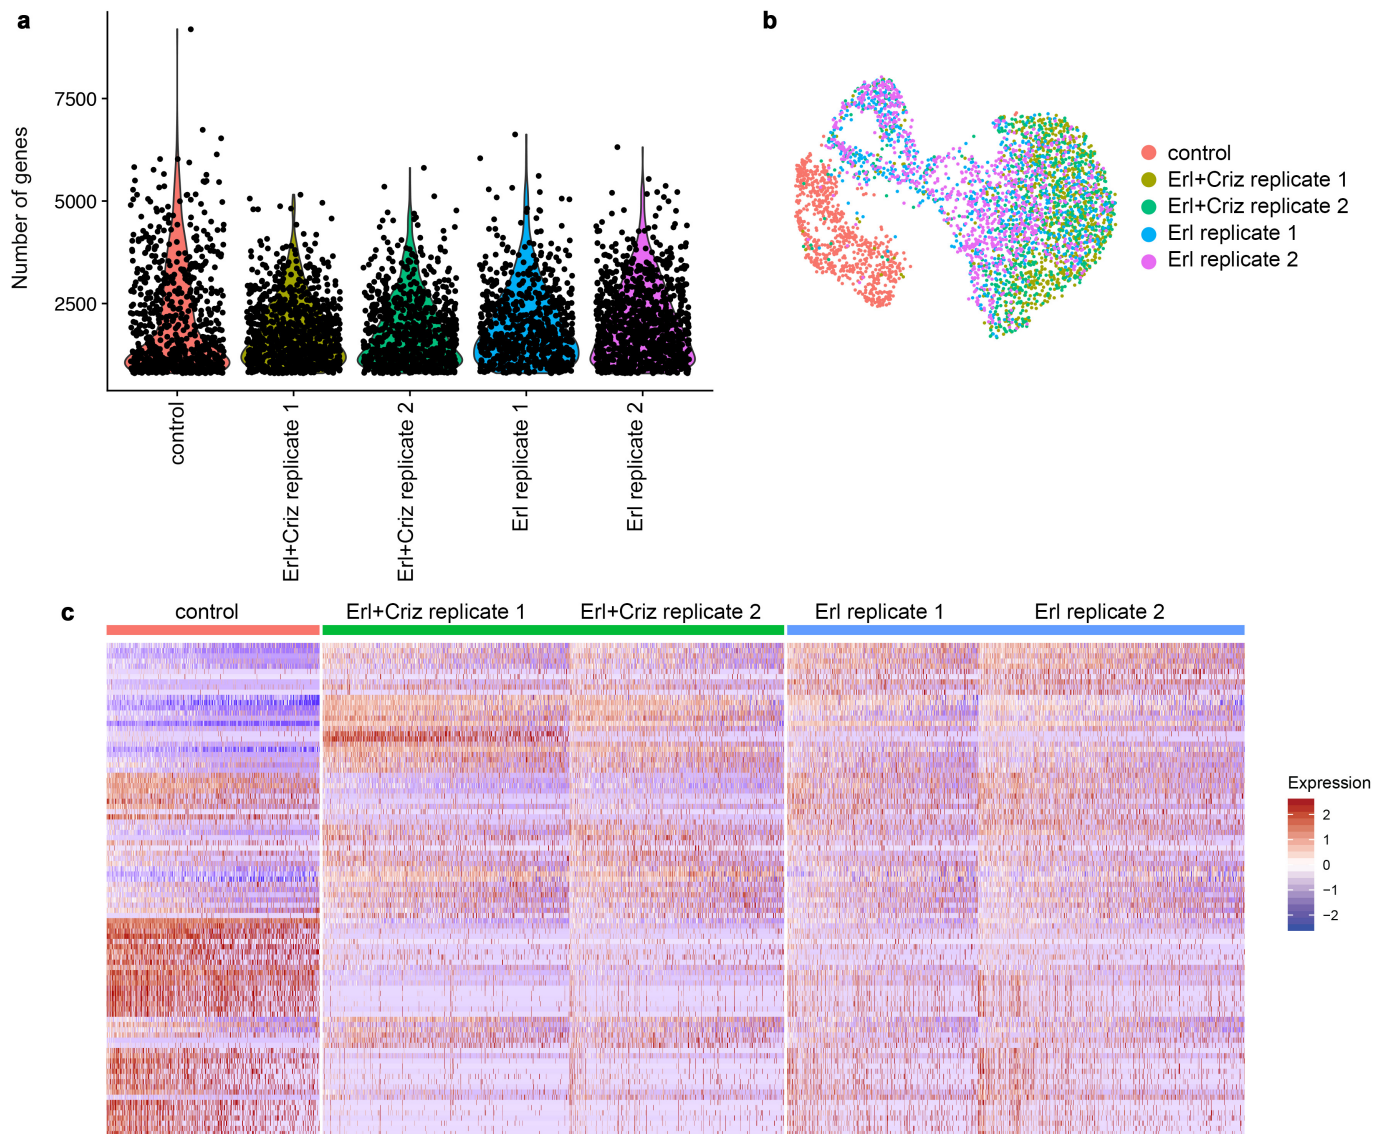 a
Number of genes
7500
5000
2500
control
Erl+Criz replicate 1
Erl+Criz replicate 2
Erl replicate 1
Erl replicate 2
b
control
Erl+Criz replicate 1
Erl+Criz replicate 2
Erl replicate 1
Erl replicate 2
c
control Erl+Criz replicate 1 Erl+Criz replicate 2 Erl replicate 1 Erl replicate 2
Expression
2
1
0
−1
−2